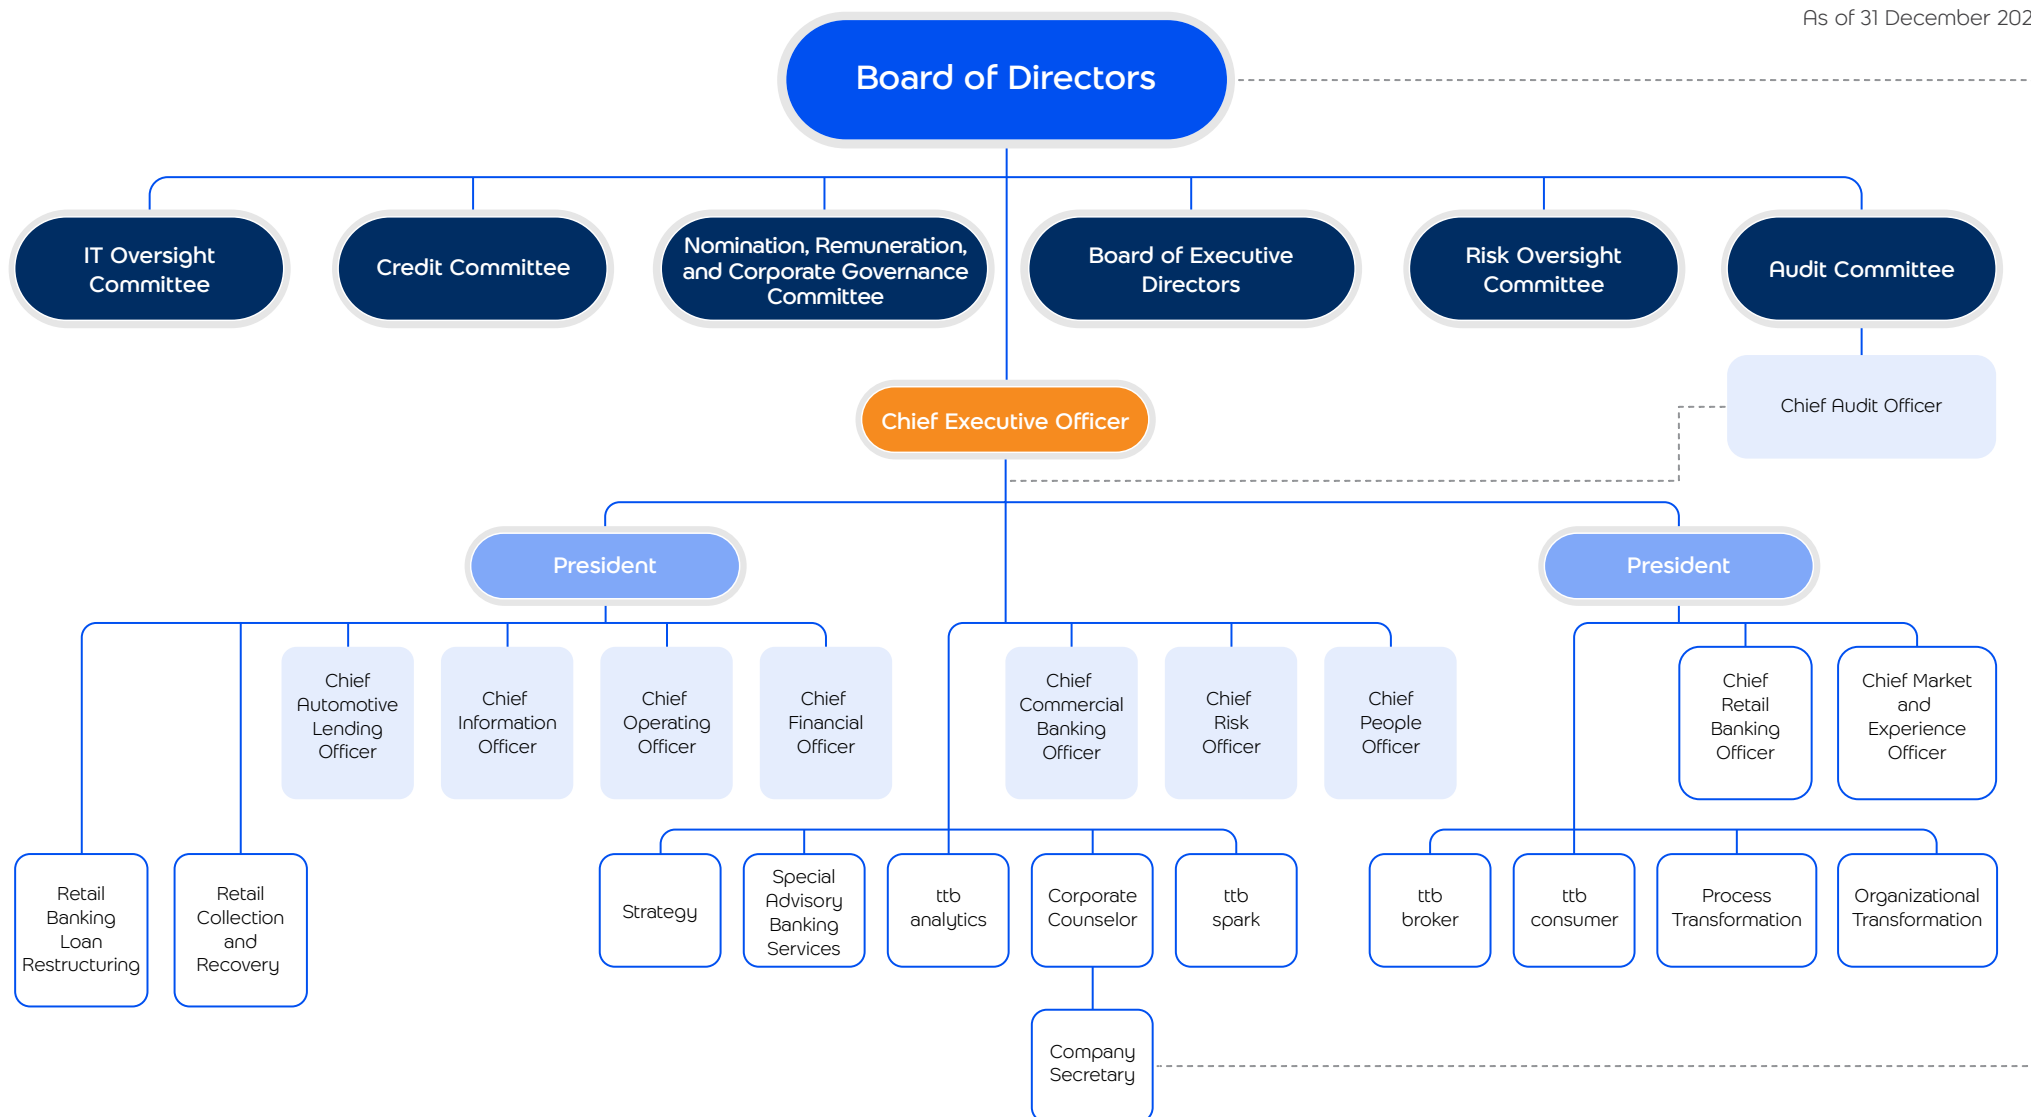 As of 31 December 202
Board of Directors
IT Oversight
Committee
Credit Committee
Nomination, Remuneration,
and Corporate Governance
Committee
Board of Executive
Directors
Risk Oversight
Committee
Audit Committee
Chief Audit Officer
Chief Executive Officer
President
President
Chief
Automotive
Lending
Officer
Chief
Information
Officer
Chief
Operating
Officer
Chief
Financial
Officer
Chief
Commercial
Banking
Officer
Chief
Risk
Officer
Chief
People
Officer
Chief
Retail
Banking
Officer
Chief Market
and
Experience
Officer
Retail
Banking
Loan
Restructuring
Retail
Collection
and
Recovery
Strategy
Special
Advisory
Banking
Services
ttb
analytics
Corporate
Counselor
ttb
spark
ttb
broker
ttb
consumer
Process
Transformation
Organizational
Transformation
Company
Secretary